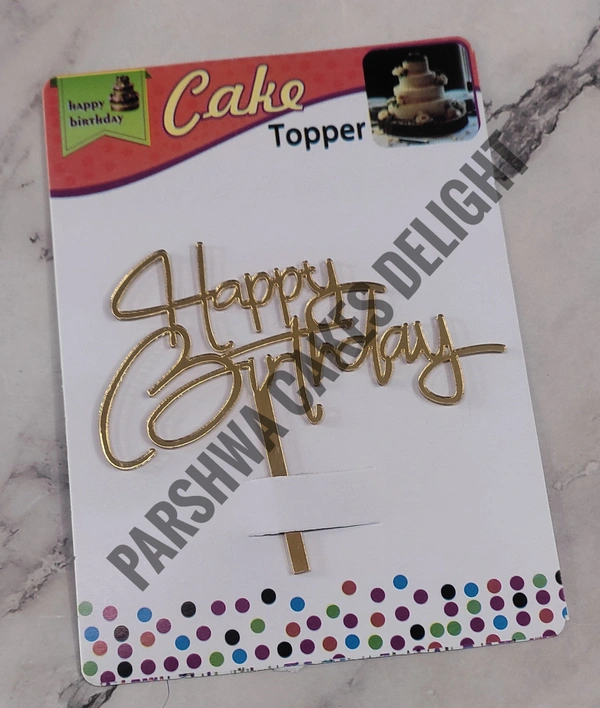 happy
birthday
Cake
Topper
Happy
Birthday
PARSHWA CAKES DELIGHT